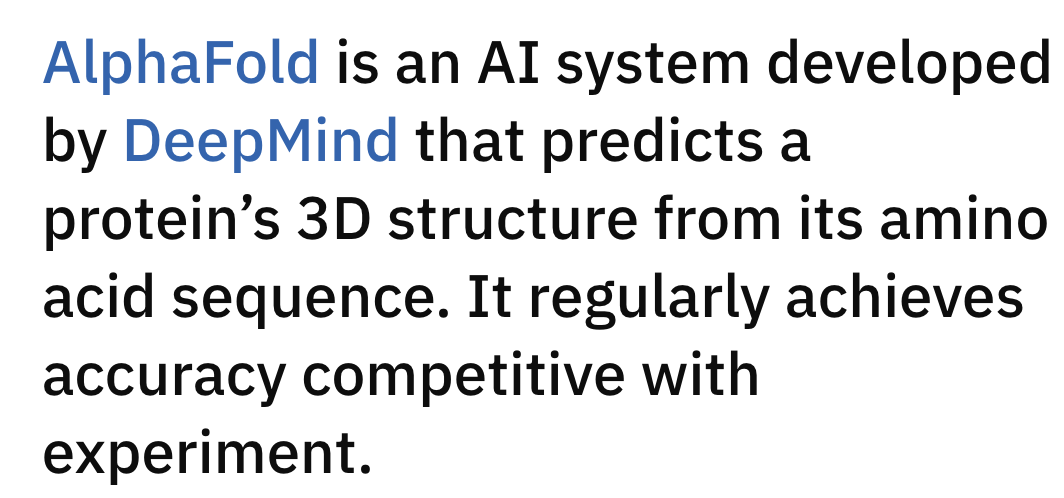 AlphaFold is an AI system developed
by DeepMind that predicts a
protein’s 3D structure from its amino
acid sequence. It regularly achieves
accuracy competitive with
experiment.